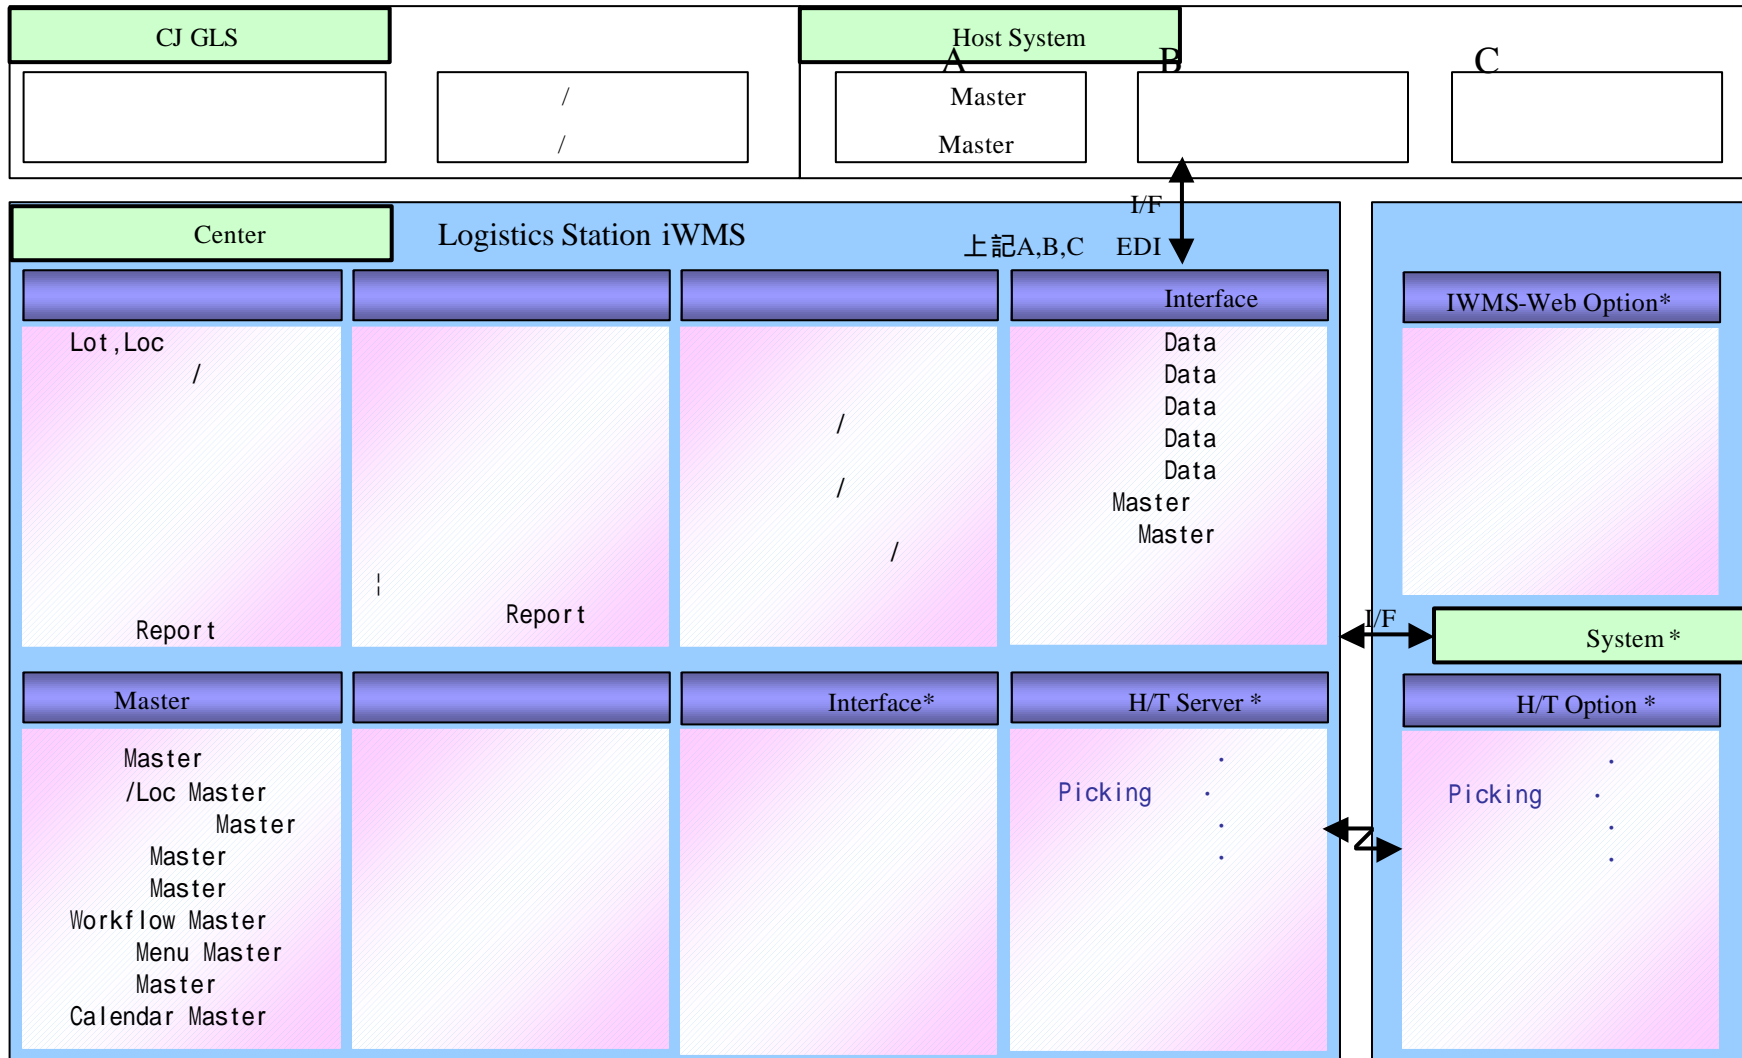 CJ GLS
Host System
A
B
C
/
/
Master
Master
I/F
上記A,B,C EDI
Center
Logistics Station iWMS
Lot,Loc
/
Report
¦
Report
/
/
/
Interface
Data
Data
Data
Data
Data
Master
Master
IWMS-Web Option*
I/F
System *
Master
Master
/Loc Master
Master
Master
Master
Workflow Master
Menu Master
Master
Calendar Master
Interface*
H/T Server *
・
Picking ・
・
・
H/T Option *
・
Picking ・
・
・